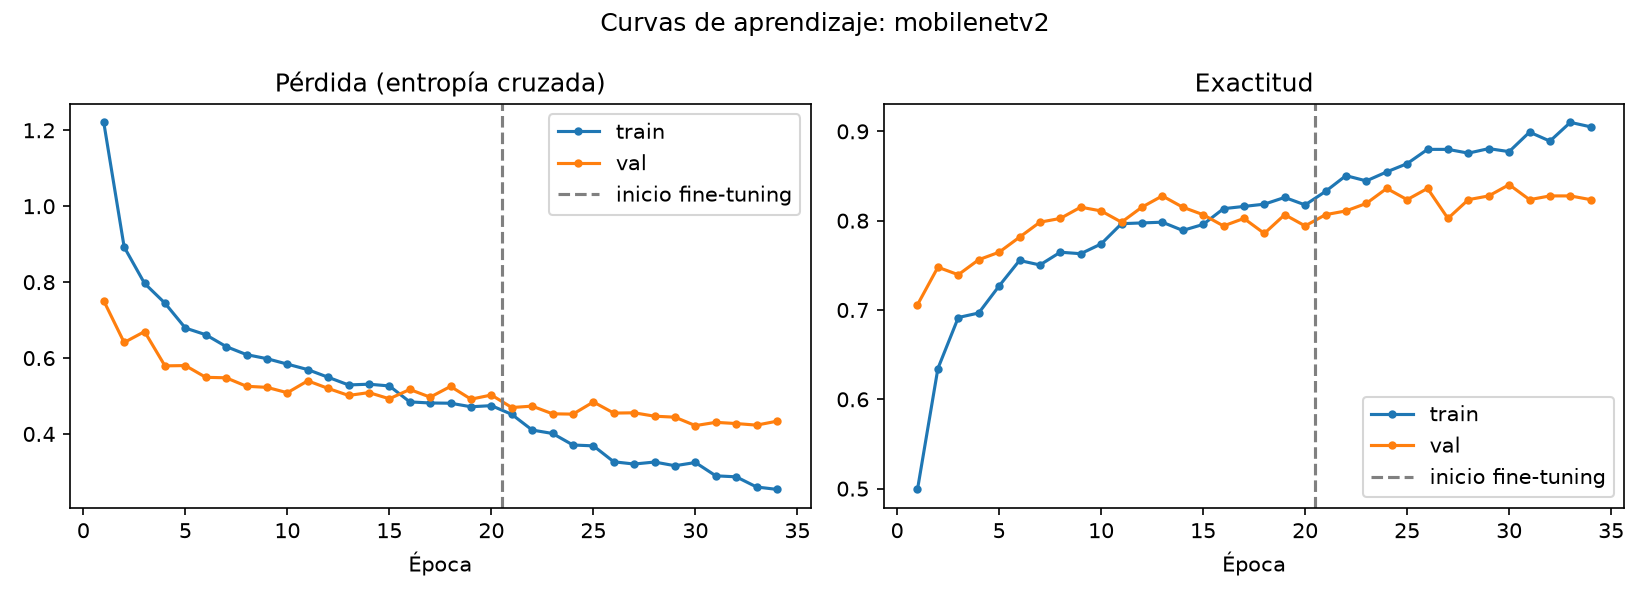 Curvas de aprendizaje: mobilenetv2
Pérdida (entropía cruzada)
1.2
1.0
0.8
0.6
0.4
train
val
inicio fine-tuning
0 5 10 15 20 25 30 35
Época
Exactitud
0.9
0.8
0.7
0.6
0.5
train
val
inicio fine-tuning
0 5 10 15 20 25 30 35
Época